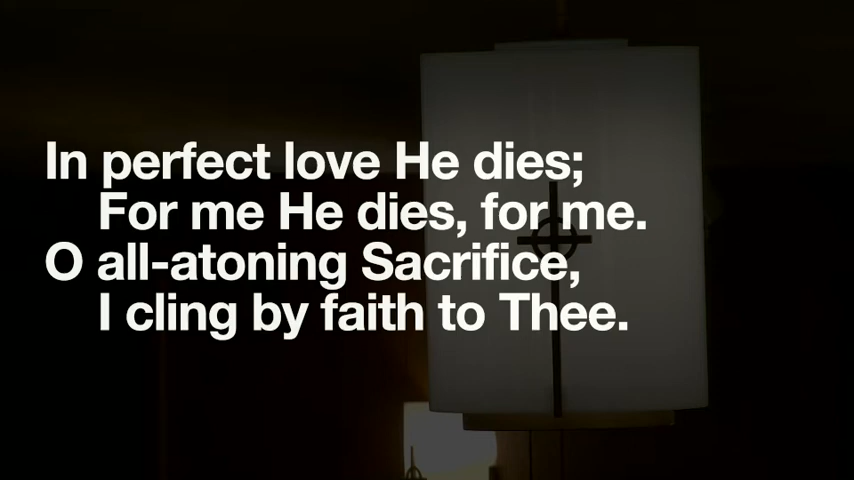 In perfect love He dies;
For me He dies, for me.
O all-atoning Sacrifice,
I cling by faith to Thee.